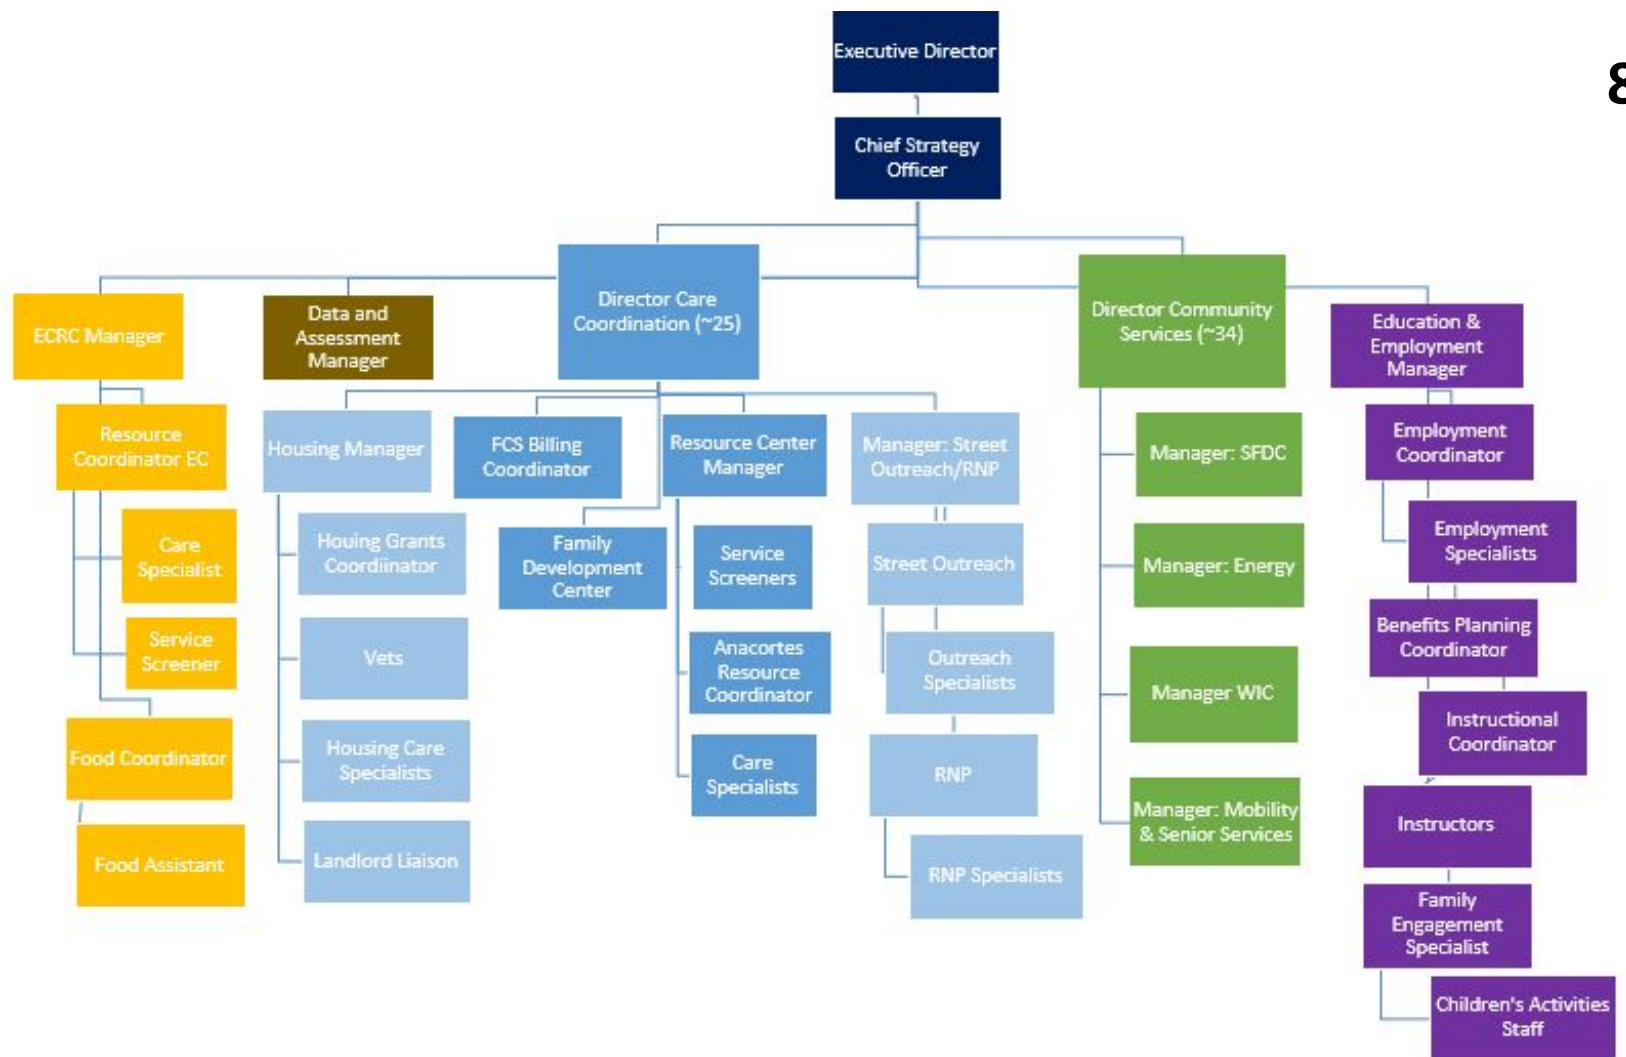 Executive Director
8
Chief Strategy
Officer
Director Care
Coordination (~25)
Director Community
Services (~34)
ECRC Manager
Data and
Assessment
Manager
Education &
Employment
Manager
Resource
Coordinator EC
Care
Specialist
Service
Screener
Food Coordinator
Food Assistant
Housing Manager
Houing Grants
Coordiinator
Vets
Housing Care
Specialists
Landlord Liaison
FCS Billing
Coordinator
Family
Development
Center
Resource Center
Manager
Service
Screeners
Anacortes
Resource
Coordinator
Care
Specialists
Manager: Street
Outreach/RNP
Street Outreach
Outreach
Specialists
RNP
RNP Specialists
Manager: SFDC
Manager: Energy
Manager WIC
Manager: Mobility
& Senior Services
Employment
Coordinator
Employment
Specialists
Benefits Planning
Coordinator
Instructional
Coordinator
Instructors
Family
Engagement
Specialist
Children's Activities
Staff